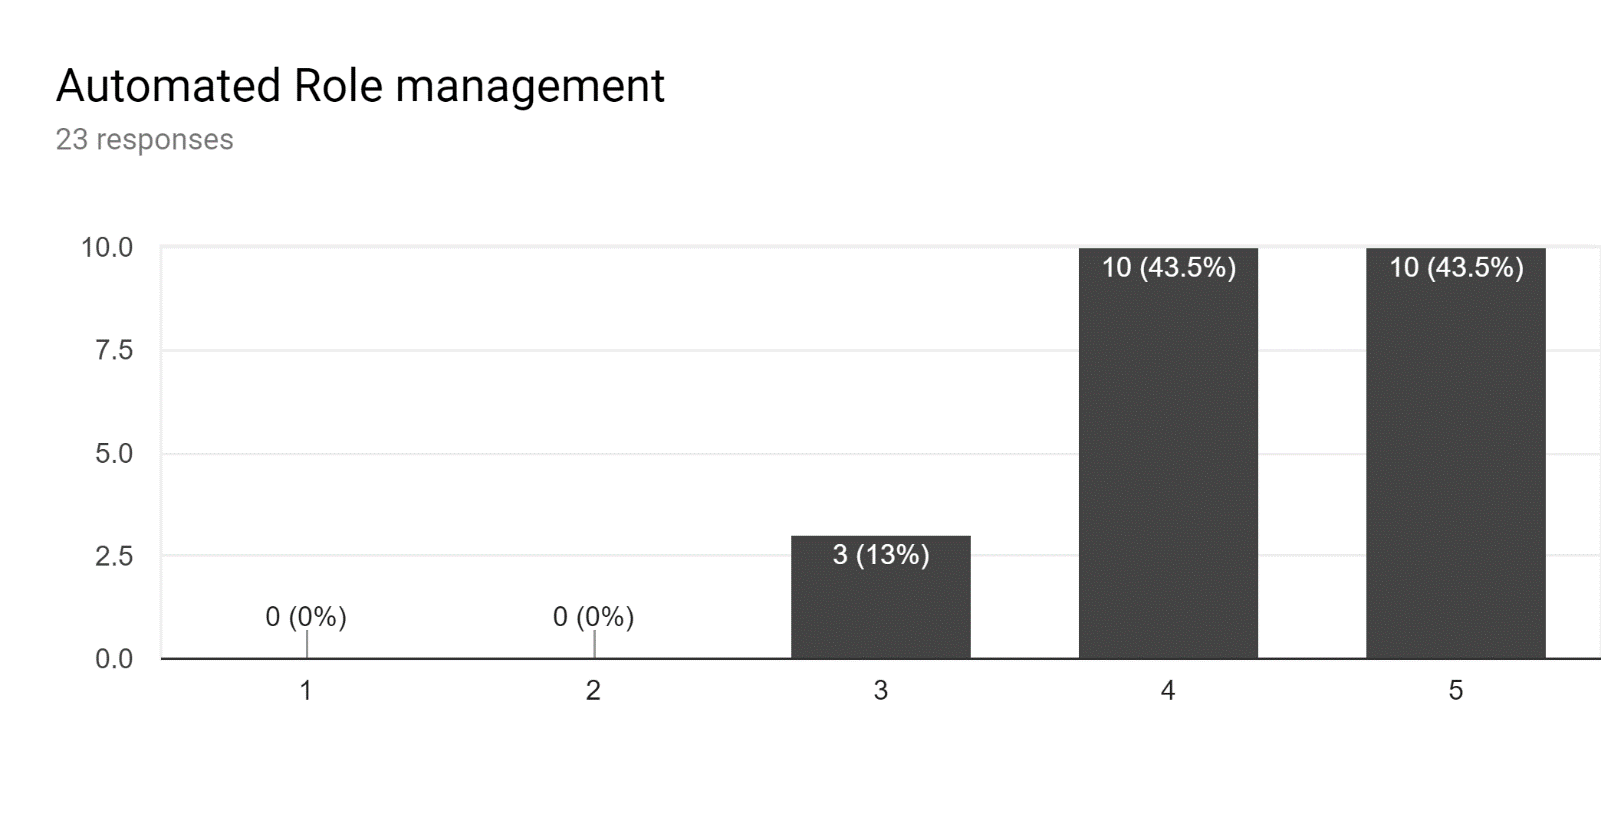 Automated Role management
23 responses
10.0
10 (43.5%) 10 (43.5%)
7.5
5.0
2.5
3 (13%)
0 (0%) 0 (0%)
0.0
1 2 3 4 5